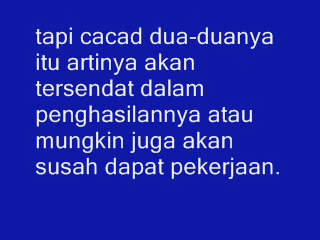 tapi cacad dua-duanya
itu artinya akan
tersendat dalam
penghasilannya atau
mungkin juga akan
susah dapat pekerjaan.